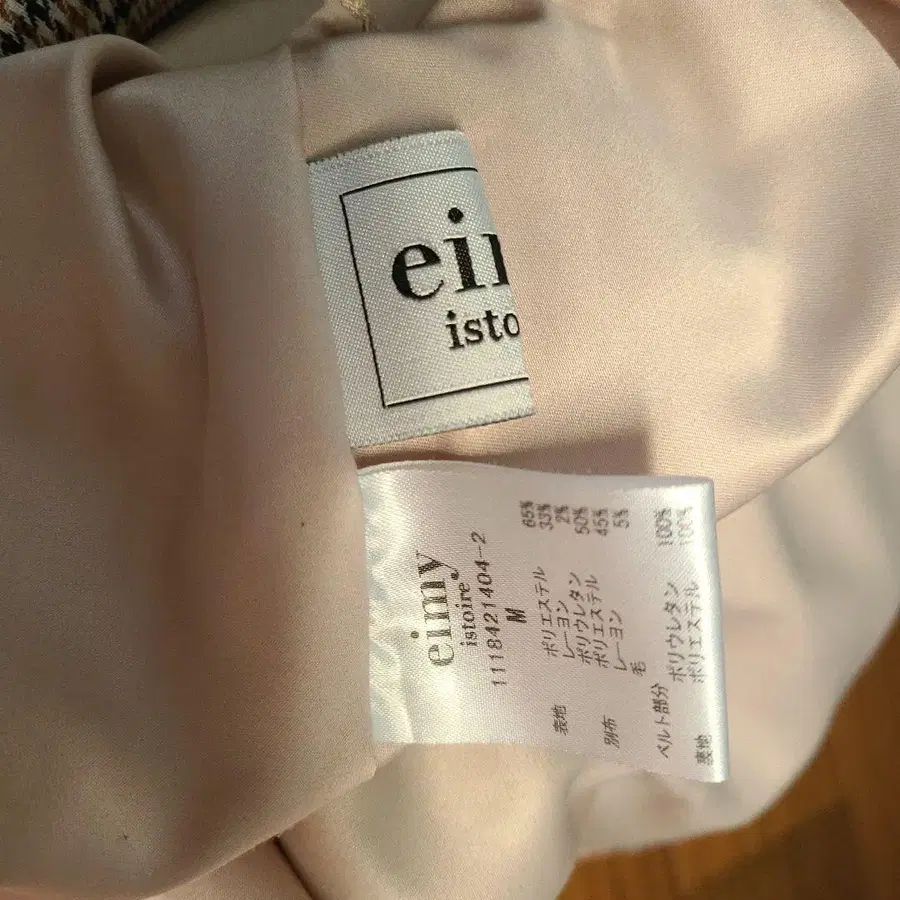 eim
isto
eimy
istoire
1118421404-2
M
表地 ポリエステル 65%
レーヨン 33%
ポリウレタン 2%
別布 ポリエステル 50%
レーヨン 45%
毛 5%
ベルト部分 ポリウレタン 100%
裏地 ポリエステル 100%